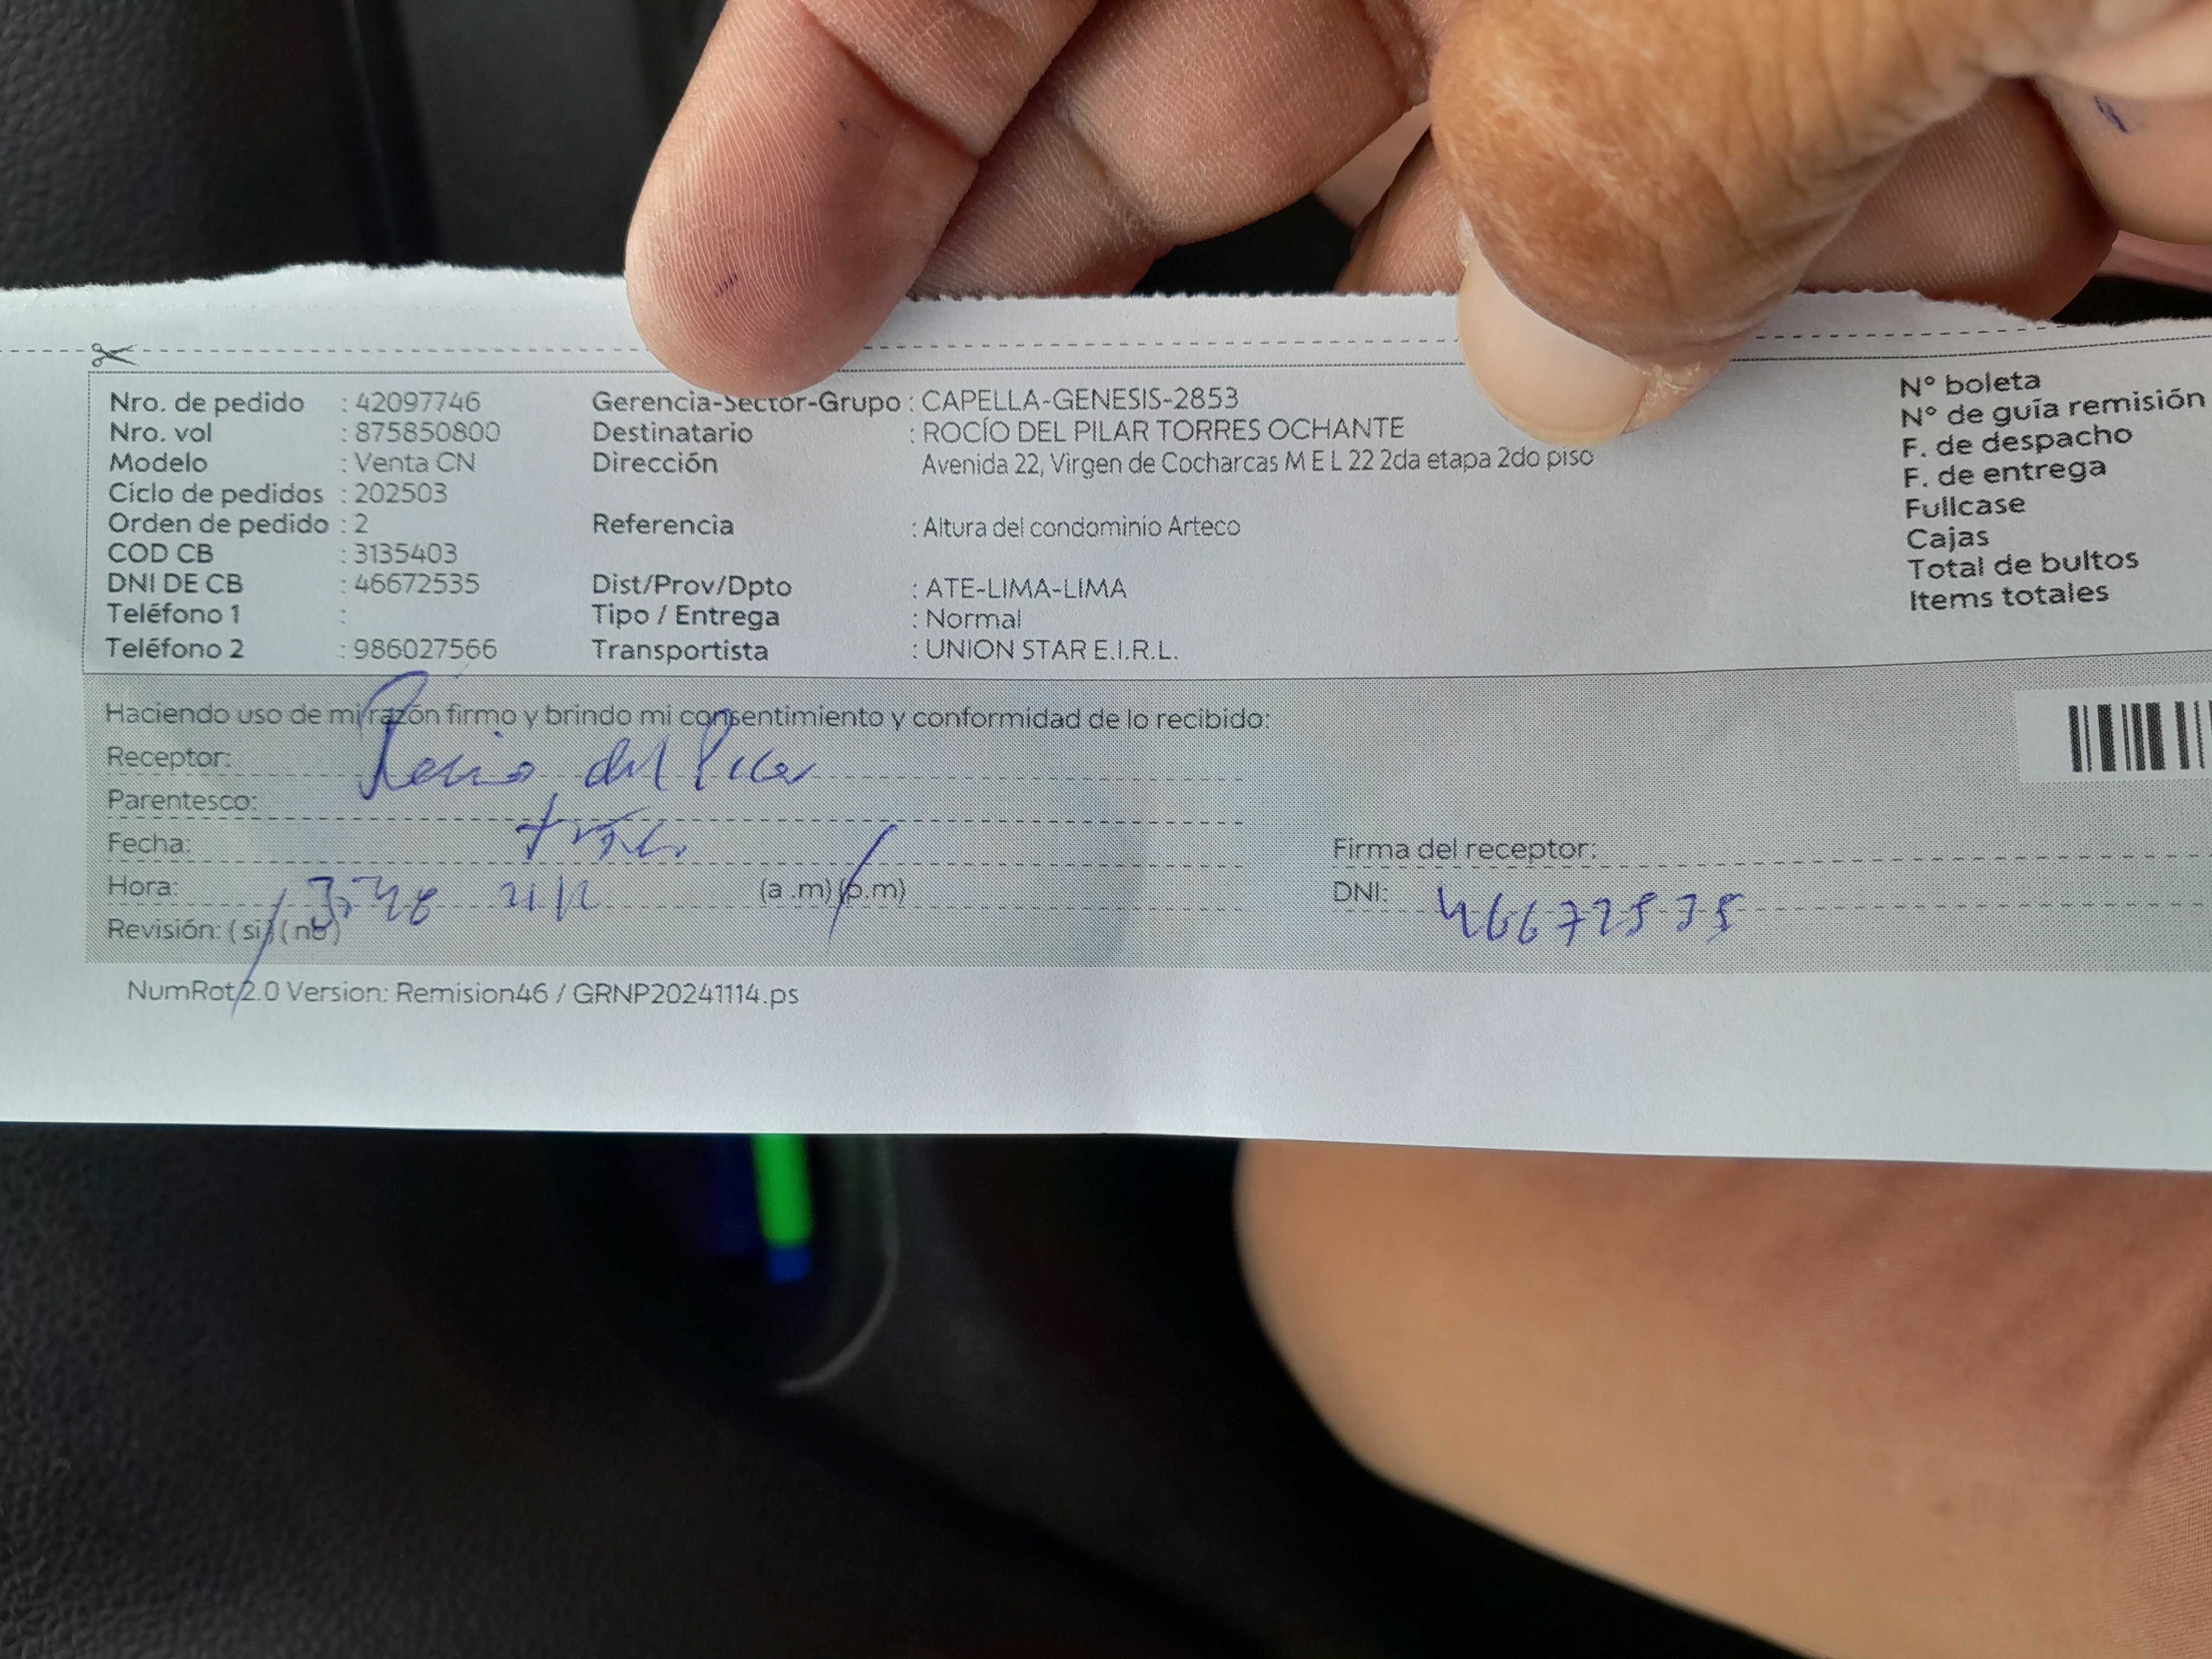 Nro. de pedido : 42097746 Gerencia-Sector-Grupo : CAPELLA-GENESIS-2853 N° boleta
Nro. vol : 875850800 Destinatario : ROCÍO DEL PILAR TORRES OCHANTE N° de guía remisión
Modelo : Venta CN Dirección Avenida 22, Virgen de Cocharcas M E L 22 2da etapa 2do piso F. de despacho
Ciclo de pedidos : 202503 F. de entrega
Orden de pedido : 2 Referencia : Altura del condominio Arteco Fullcase
COD CB : 3135403 Cajas
DNI DE CB : 46672535 Dist/Prov/Dpto : ATE-LIMA-LIMA Total de bultos
Teléfono 1 : Tipo / Entrega : Normal Items totales
Teléfono 2 : 986027566 Transportista : UNION STAR E.I.R.L.
Haciendo uso de mi razón firmo y brindo mi consentimiento y conformidad de lo recibido:
Receptor: Rocio del Pilar
Parentesco:
Fecha: Firma del receptor:
Hora: (a .m) (p.m) DNI: 46672535
Revisión: ( si ) ( no )
NumRot 2.0 Version: Remision46 / GRNP20241114.ps